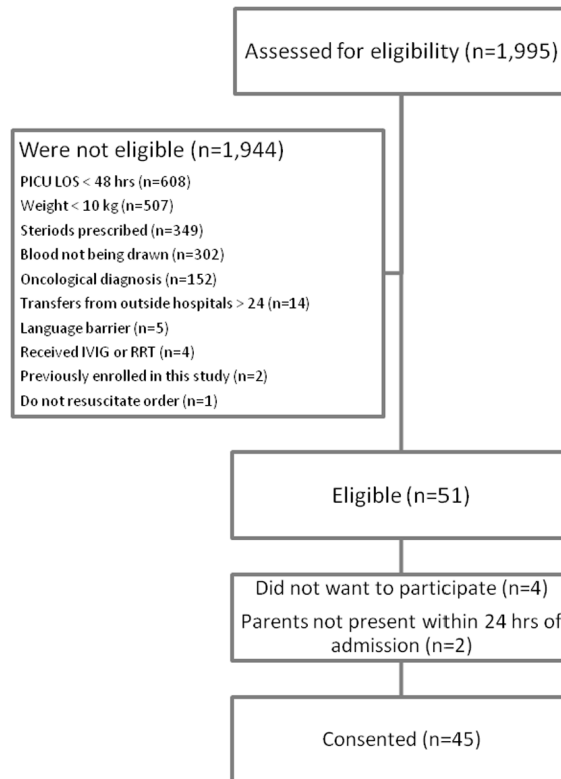 Assessed for eligibility (n=1,995)
Were not eligible (n=1,944)
PICU LOS < 48 hrs (n=608)
Weight < 10 kg (n=507)
Steriods prescribed (n=349)
Blood not being drawn (n=302)
Oncological diagnosis (n=152)
Transfers from outside hospitals > 24 (n=14)
Language barrier (n=5)
Received IVIG or RRT (n=4)
Previously enrolled in this study (n=2)
Do not resuscitate order (n=1)
Eligible (n=51)
Did not want to participate (n=4)
Parents not present within 24 hrs of
admission (n=2)
Consented (n=45)